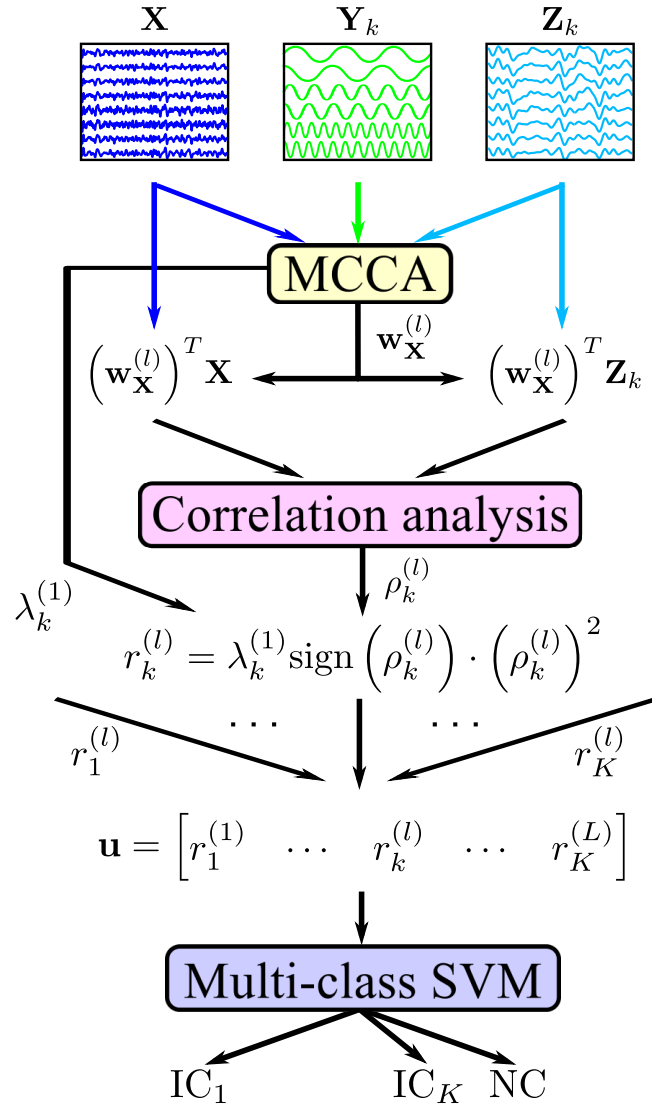 X Y_k Z_k
MCCA
w_X^{(l)}
(w_X^{(l)})^T X (w_X^{(l)})^T Z_k
Correlation analysis
ρ_k^{(l)}
λ_k^{(1)}
r_k^{(l)} = λ_k^{(1)} sign (ρ_k^{(l)}) · (ρ_k^{(l)})^2
... ...
r_1^{(l)} r_K^{(l)}
u = [r_1^{(1)} ⋯ r_k^{(l)} ⋯ r_K^{(L)}]
Multi-class SVM
IC_1 IC_K NC